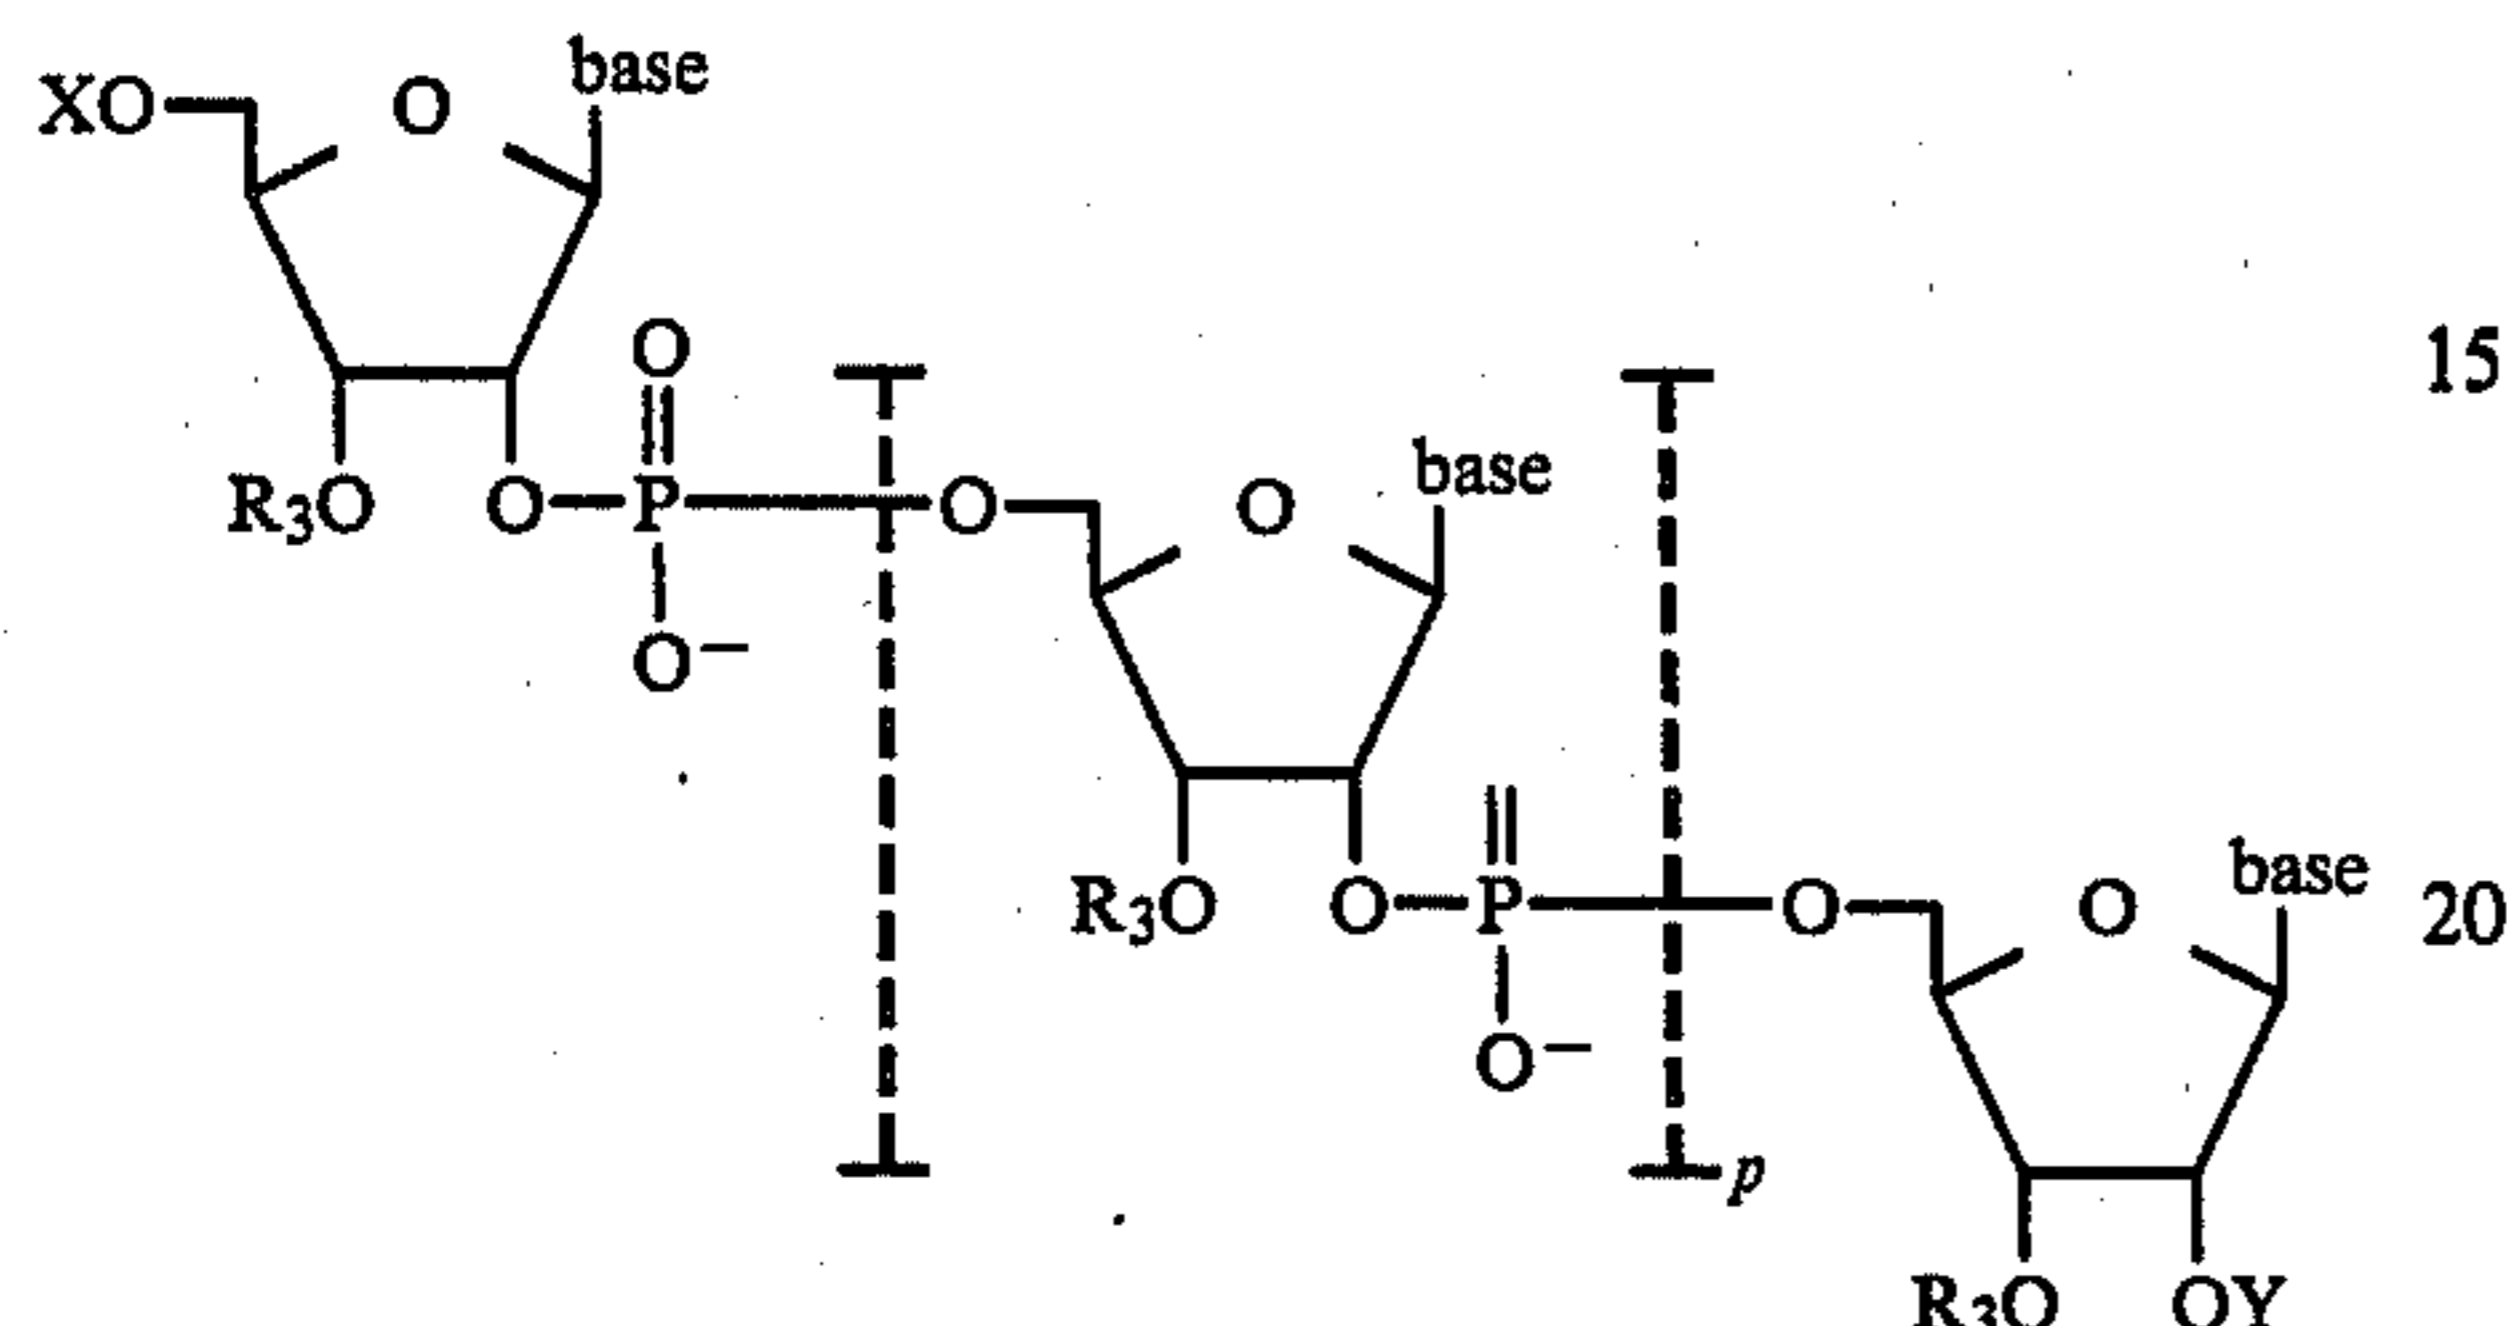 base
XO O
O
15
base
R3O O P O O
O−
base
R3O O P O O 20
O−
p
R3O OY